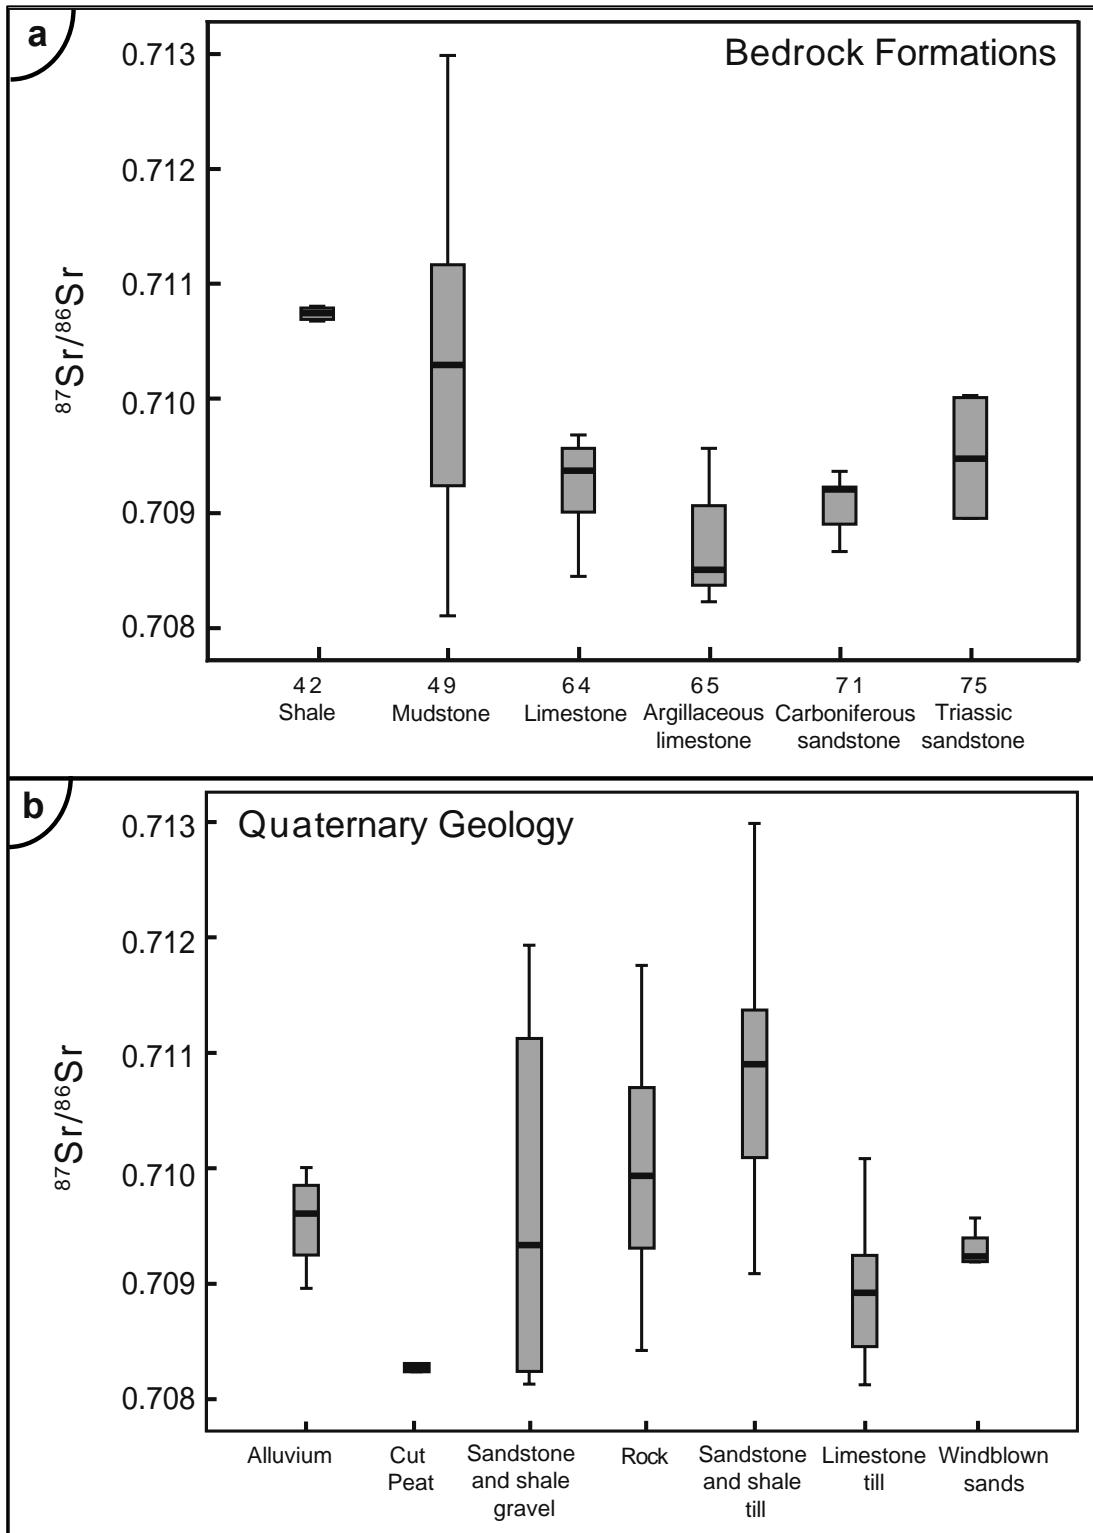 a
Bedrock Formations
0.713
0.712
0.711
0.710
0.709
0.708
87Sr/86Sr
42 49 64 65 71 75
Shale Mudstone Limestone Argillaceous Carboniferous Triassic
limestone sandstone sandstone
b
Quaternary Geology
0.713
0.712
0.711
0.710
0.709
0.708
87Sr/86Sr
Alluvium Cut Sandstone Rock Sandstone Limestone Windblown
Peat and shale and shale till sands
gravel till